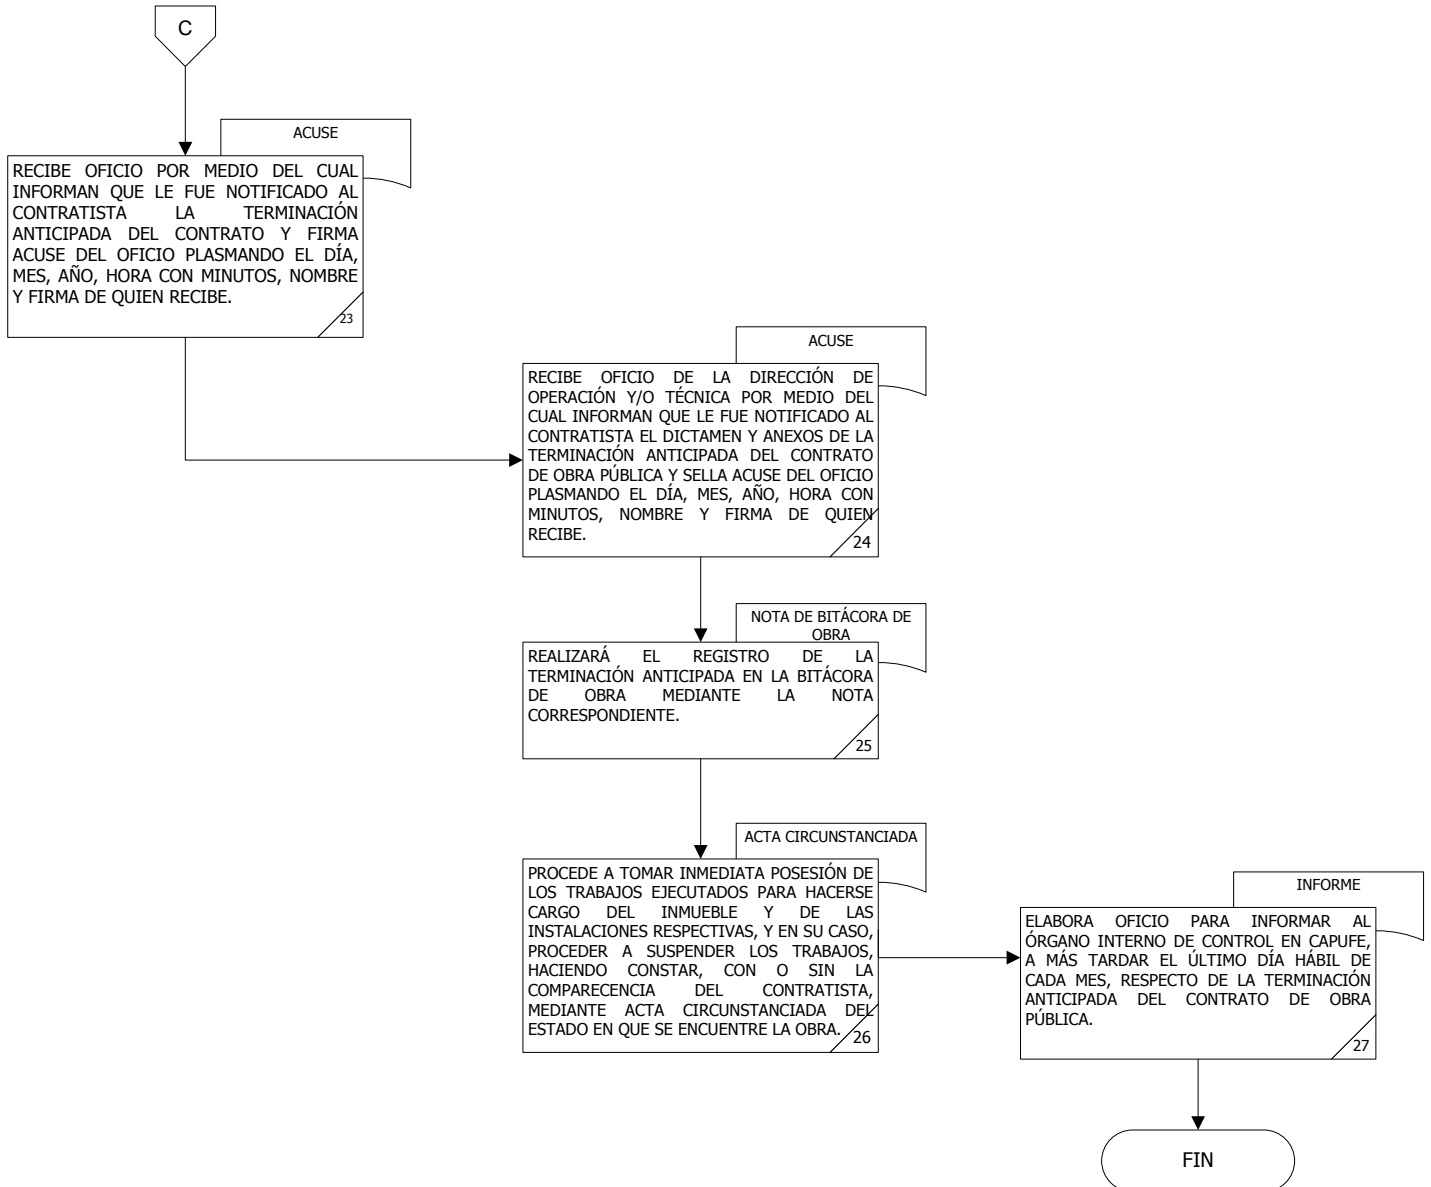 C
ACUSE
RECIBE OFICIO POR MEDIO DEL CUAL
INFORMAN QUE LE FUE NOTIFICADO AL
CONTRATISTA LA TERMINACIÓN
ANTICIPADA DEL CONTRATO Y FIRMA
ACUSE DEL OFICIO PLASMANDO EL DÍA,
MES, AÑO, HORA CON MINUTOS, NOMBRE
Y FIRMA DE QUIEN RECIBE.
23
ACUSE
RECIBE OFICIO DE LA DIRECCIÓN DE
OPERACIÓN Y/O TÉCNICA POR MEDIO DEL
CUAL INFORMAN QUE LE FUE NOTIFICADO AL
CONTRATISTA EL DICTAMEN Y ANEXOS DE LA
TERMINACIÓN ANTICIPADA DEL CONTRATO
DE OBRA PÚBLICA Y SELLA ACUSE DEL OFICIO
PLASMANDO EL DÍA, MES, AÑO, HORA CON
MINUTOS, NOMBRE Y FIRMA DE QUIEN
RECIBE.
24
NOTA DE BITÁCORA DE
OBRA
REALIZARÁ EL REGISTRO DE LA
TERMINACIÓN ANTICIPADA EN LA BITÁCORA
DE OBRA MEDIANTE LA NOTA
CORRESPONDIENTE.
25
ACTA CIRCUNSTANCIADA
PROCEDE A TOMAR INMEDIATA POSESIÓN DE
LOS TRABAJOS EJECUTADOS PARA HACERSE
CARGO DEL INMUEBLE Y DE LAS
INSTALACIONES RESPECTIVAS, Y EN SU CASO,
PROCEDER A SUSPENDER LOS TRABAJOS,
HACIENDO CONSTAR, CON O SIN LA
COMPARECENCIA DEL CONTRATISTA,
MEDIANTE ACTA CIRCUNSTANCIADA DEL
ESTADO EN QUE SE ENCUENTRE LA OBRA.
26
INFORME
ELABORA OFICIO PARA INFORMAR AL
ÓRGANO INTERNO DE CONTROL EN CAPUFE,
A MÁS TARDAR EL ÚLTIMO DÍA HÁBIL DE
CADA MES, RESPECTO DE LA TERMINACIÓN
ANTICIPADA DEL CONTRATO DE OBRA
PÚBLICA.
27
FIN